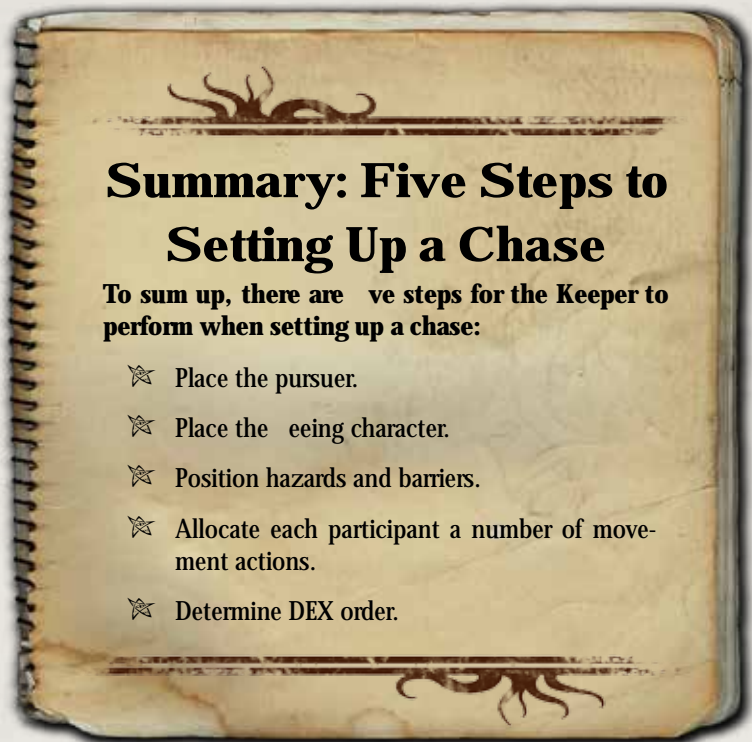 Summary: Five Steps to
Setting Up a Chase
To sum up, there are ve steps for the Keeper to
perform when setting up a chase:
Place the pursuer.
Place the eeing character.
Position hazards and barriers.
Allocate each participant a number of move-
ment actions.
Determine DEX order.